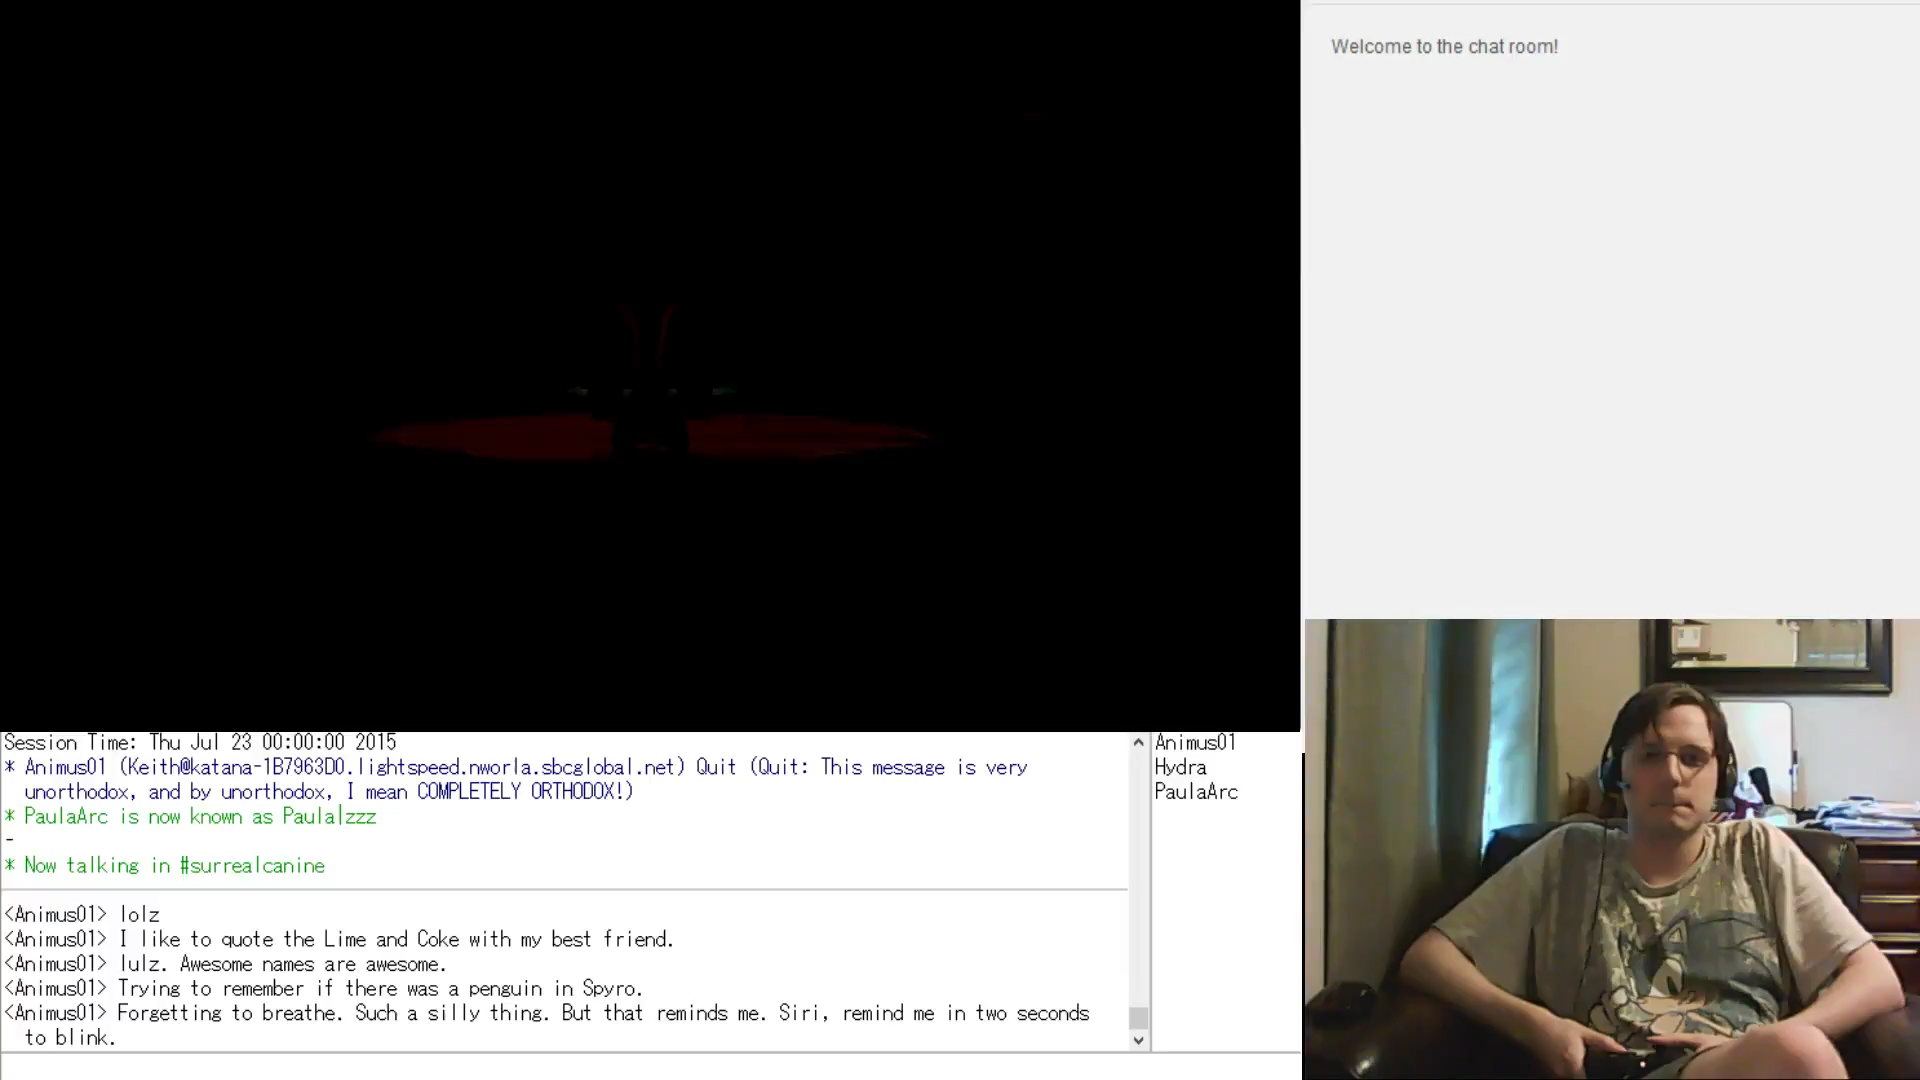 Welcome to the chat room!
Session Time: Thu Jul 23 00:00:00 2015
* Animus01 (Keith@katana-1B7963D0.lightspeed.nworla.sbcglobal.net) Quit (Quit: This message is very
unorthodox, and by unorthodox, I mean COMPLETELY ORTHODOX!)
* PaulaArc is now known as Paula|zzz
-
* Now talking in #surrealcanine
Animus01
Hydra
PaulaArc
<Animus01> lolz
<Animus01> I like to quote the Lime and Coke with my best friend.
<Animus01> lulz. Awesome names are awesome.
<Animus01> Trying to remember if there was a penguin in Spyro.
<Animus01> Forgetting to breathe. Such a silly thing. But that reminds me. Siri, remind me in two seconds
to blink.